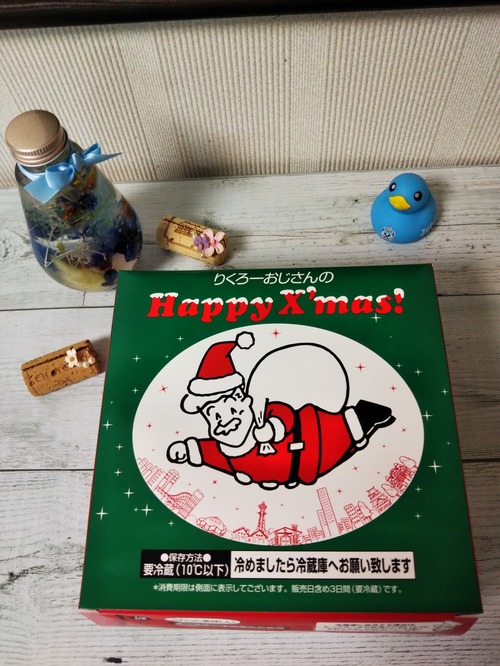 りくろーおじさんの
Happy X'mas!
●保存方法●
要冷蔵(10℃以下)
冷めましたら冷蔵庫へお願い致します
*消費期限は側面に表示してございます。販売日含め3日間(要冷蔵)です。